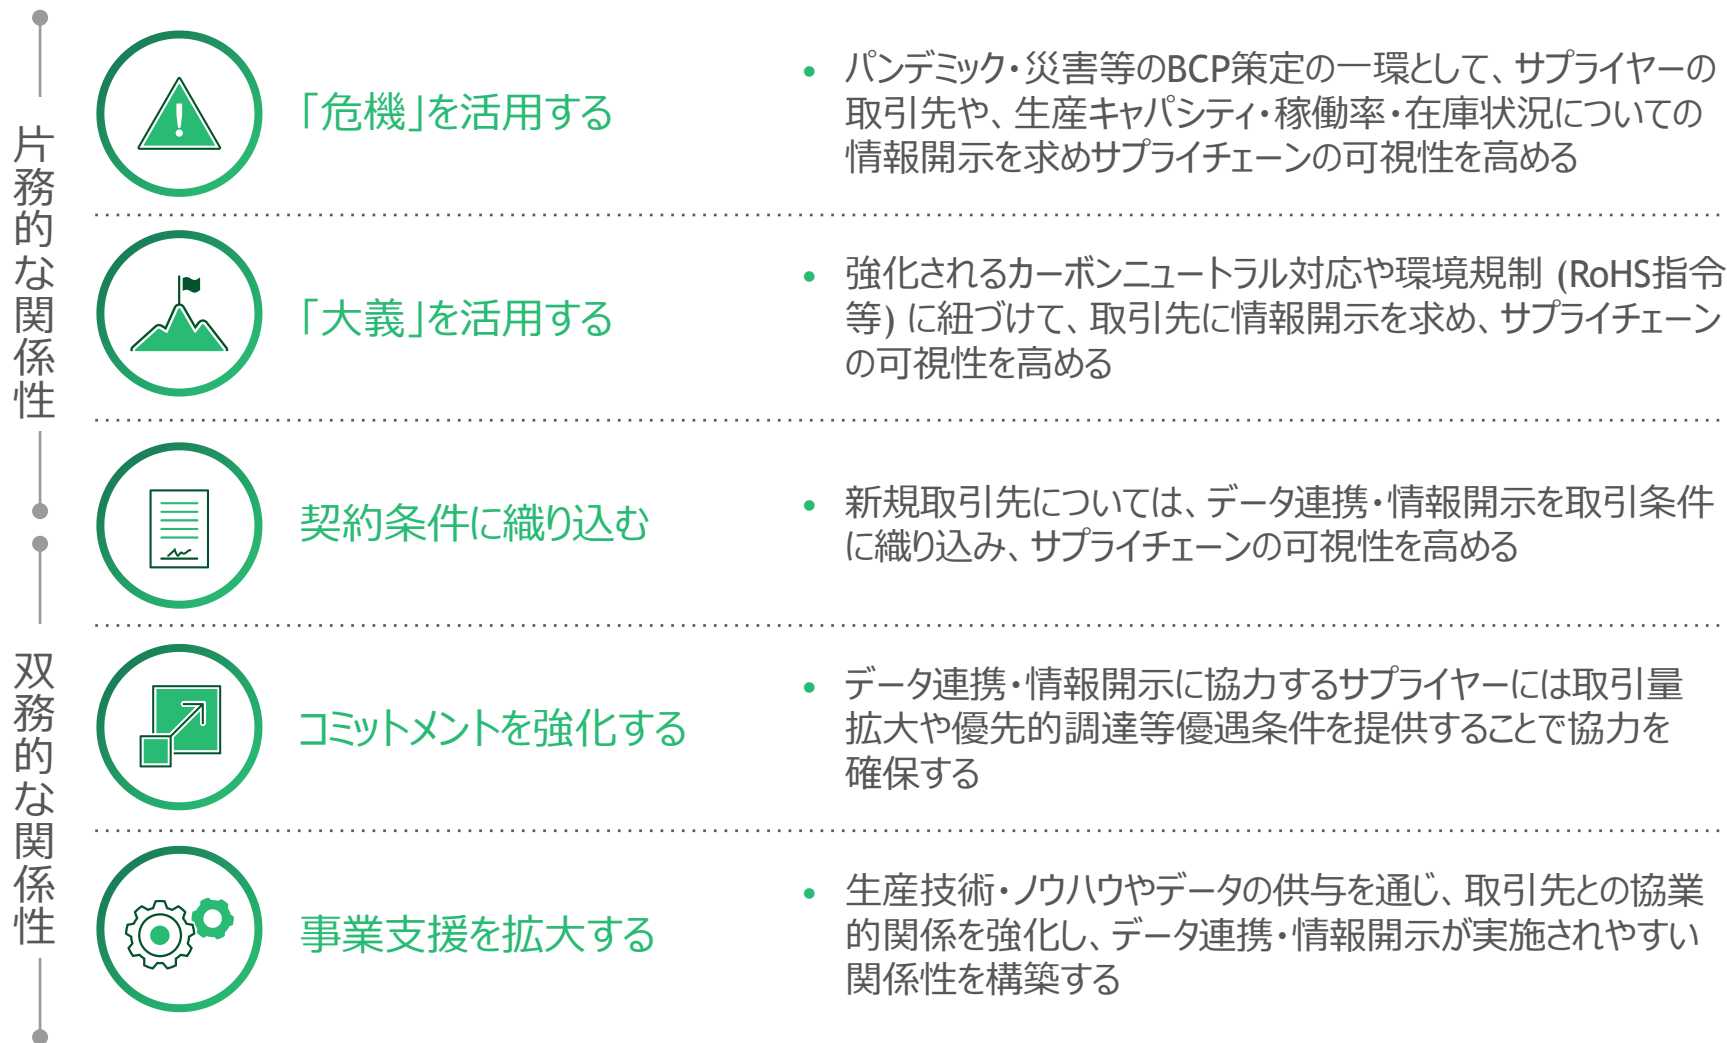 片務的な関係性
「危機」を活用する
• パンデミック・災害等のBCP策定の一環として、サプライヤーの
取引先や、生産キャパシティ・稼働率・在庫状況についての
情報開示を求めサプライチェーンの可視性を高める
「大義」を活用する
• 強化されるカーボンニュートラル対応や環境規制 (RoHS指令
等) に紐づけて、取引先に情報開示を求め、サプライチェーン
の可視性を高める
契約条件に織り込む
• 新規取引先については、データ連携・情報開示を取引条件
に織り込み、サプライチェーンの可視性を高める
双務的な関係性
コミットメントを強化する
• データ連携・情報開示に協力するサプライヤーには取引量
拡大や優先的調達等優遇条件を提供することで協力を
確保する
事業支援を拡大する
• 生産技術・ノウハウやデータの供与を通じ、取引先との協業
的関係を強化し、データ連携・情報開示が実施されやすい
関係性を構築する